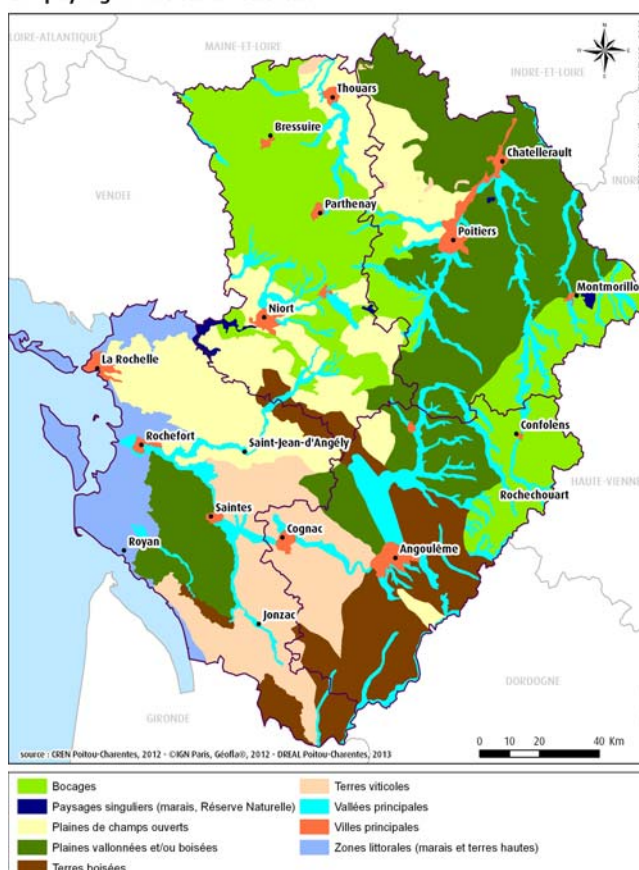 LOIRE-ATLANTIQUE
MAINE-ET-LOIRE
INDRE-ET-LOIRE
Thouars
Bressuire
Chatellerault
INDRE
VENDEE
Parthenay
Poitiers
Niort
Montmorillo
La Rochelle
Confolens
Rochefort
Saint-Jean-d'Angély
HAUTE-VIENNE
Rochechouart
Saintes
Cognac
Royan
Angoulême
Jonzac
DORDOGNE
GIRONDE
source : CREN Poitou-Charentes, 2012 - ©IGN Paris, Géofla®, 2012 - DREAL Poitou-Charentes, 2013
0 10 20 40 Km
Bocages
Paysages singuliers (marais, Réserve Naturelle)
Plaines de champs ouverts
Plaines vallonnées et/ou boisées
Terres boisées
Terres viticoles
Vallées principales
Villes principales
Zones littorales (marais et terres hautes)